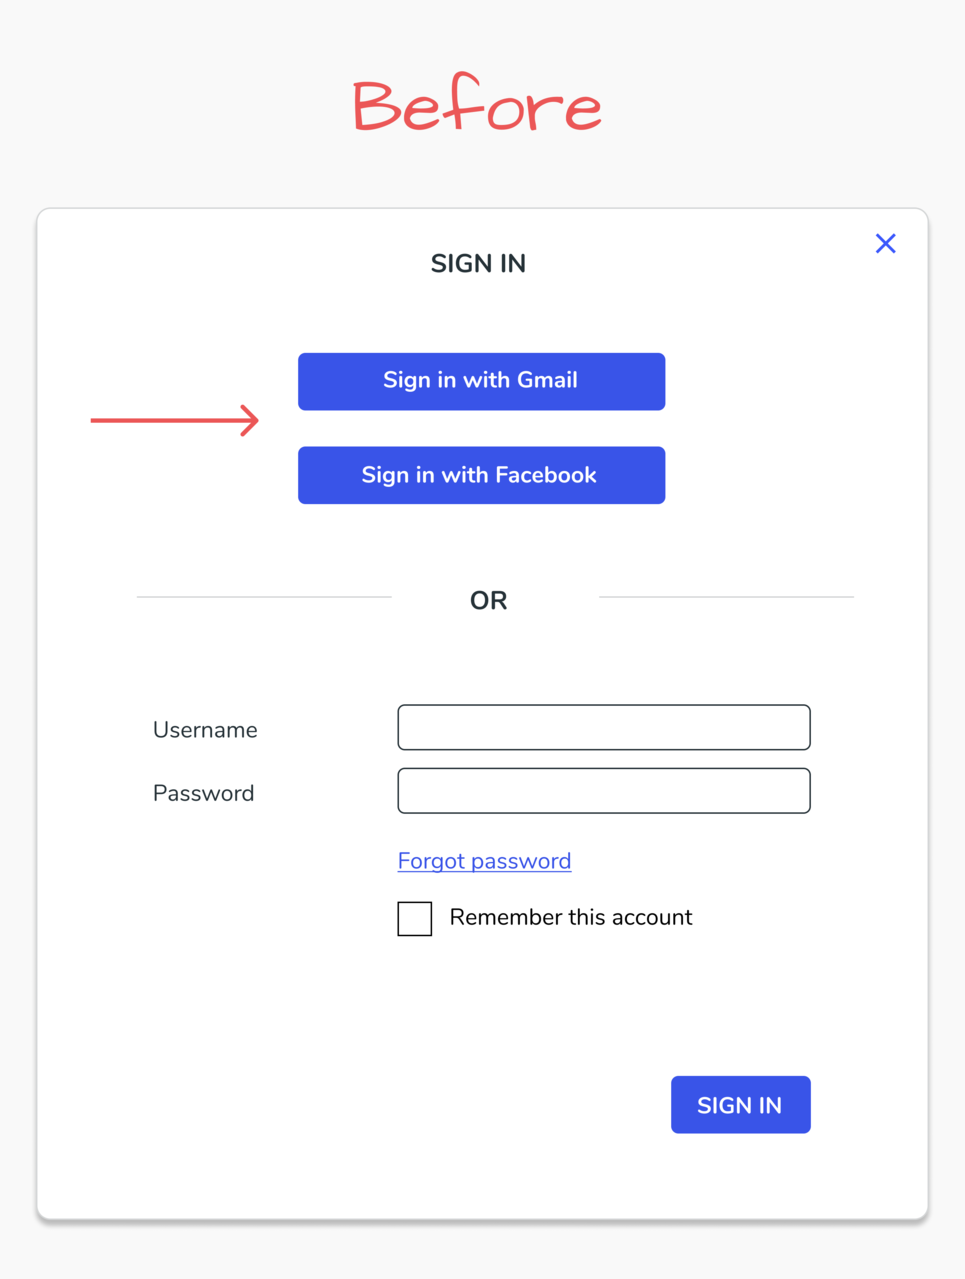 Before
SIGN IN
Sign in with Gmail
Sign in with Facebook
OR
Username
Password
Forgot password
Remember this account
SIGN IN